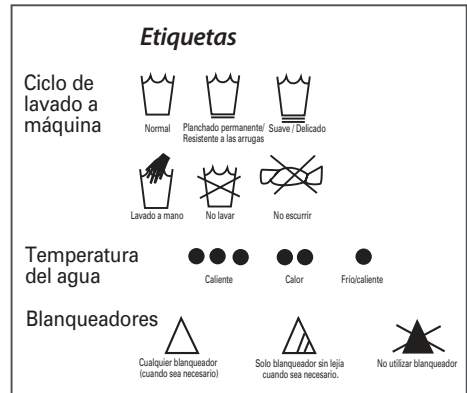 Etiquetas
Ciclo de
lavado a
máquina
Normal
Planchado permanente/
Resistente a las arrugas
Suave / Delicado
Lavado a mano
No lavar
No escurrir
Temperatura
del agua
Caliente
Calor
Frío/caliente
Blanqueadores
Cualquier blanqueador
(cuando sea necesario)
Solo blanqueador sin lejía
cuando sea necesario.
No utilizar blanqueador